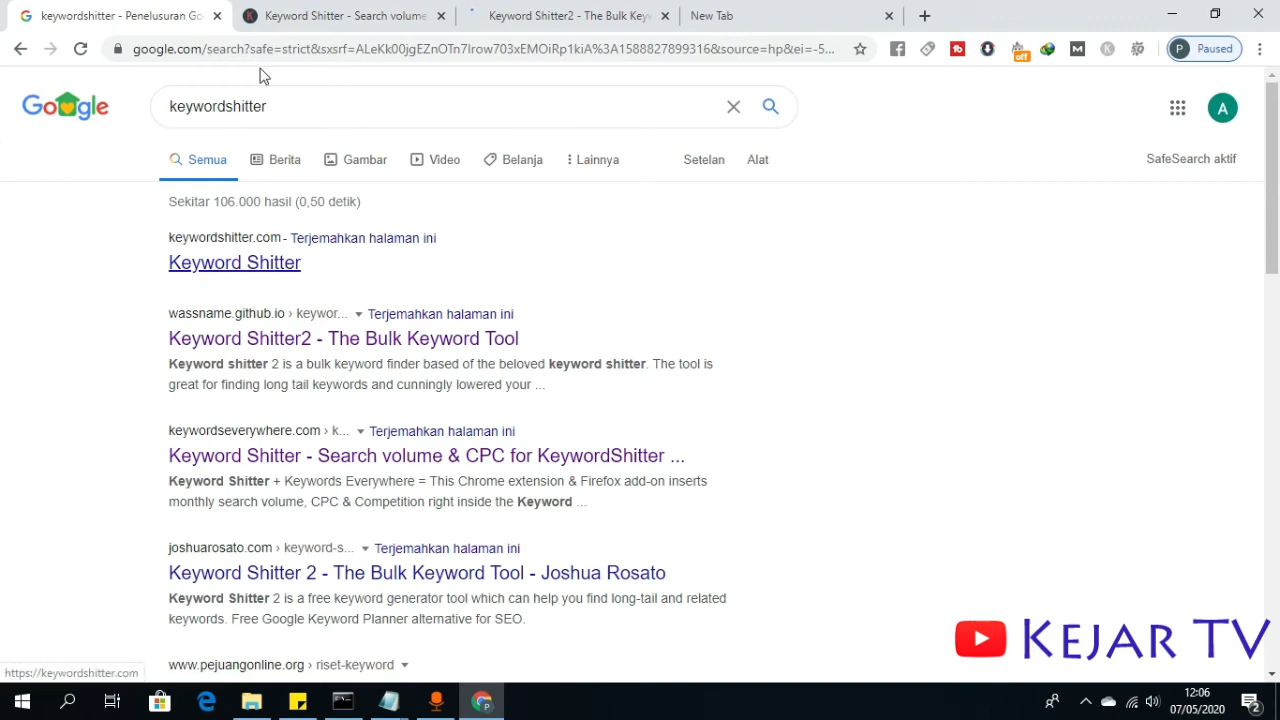 keywordshitter - Penelusuran Go
Keyword Shitter - Search volume
Keyword Shitter2 - The Bulk Keyw
New Tab
google.com/search?safe=strict&sxsrf=ALeKk00jgEZnOTn7lrow703xEMOiRp1kiA%3A1588827899316&source=hp&ei=-5...
off
P Paused
Google
keywordshitter
A
Semua Berita Gambar Video Belanja Lainnya Setelan Alat SafeSearch aktif
Sekitar 106.000 hasil (0,50 detik)
keywordshitter.com - Terjemahkan halaman ini
Keyword Shitter
wassname.github.io › keywor... Terjemahkan halaman ini
Keyword Shitter2 - The Bulk Keyword Tool
Keyword shitter 2 is a bulk keyword finder based of the beloved keyword shitter. The tool is
great for finding long tail keywords and cunningly lowered your ...
keywordseverywhere.com › k... Terjemahkan halaman ini
Keyword Shitter - Search volume & CPC for KeywordShitter ...
Keyword Shitter + Keywords Everywhere = This Chrome extension & Firefox add-on inserts
monthly search volume, CPC & Competition right inside the Keyword ...
joshuarosato.com › keyword-s... Terjemahkan halaman ini
Keyword Shitter 2 - The Bulk Keyword Tool - Joshua Rosato
Keyword Shitter 2 is a free keyword generator tool which can help you find long-tail and related
keywords. Free Google Keyword Planner alternative for SEO.
KEJAR TV
www.pejuangonline.org › riset-keyword
https://keywordshitter.com
12:06
07/05/2020
2